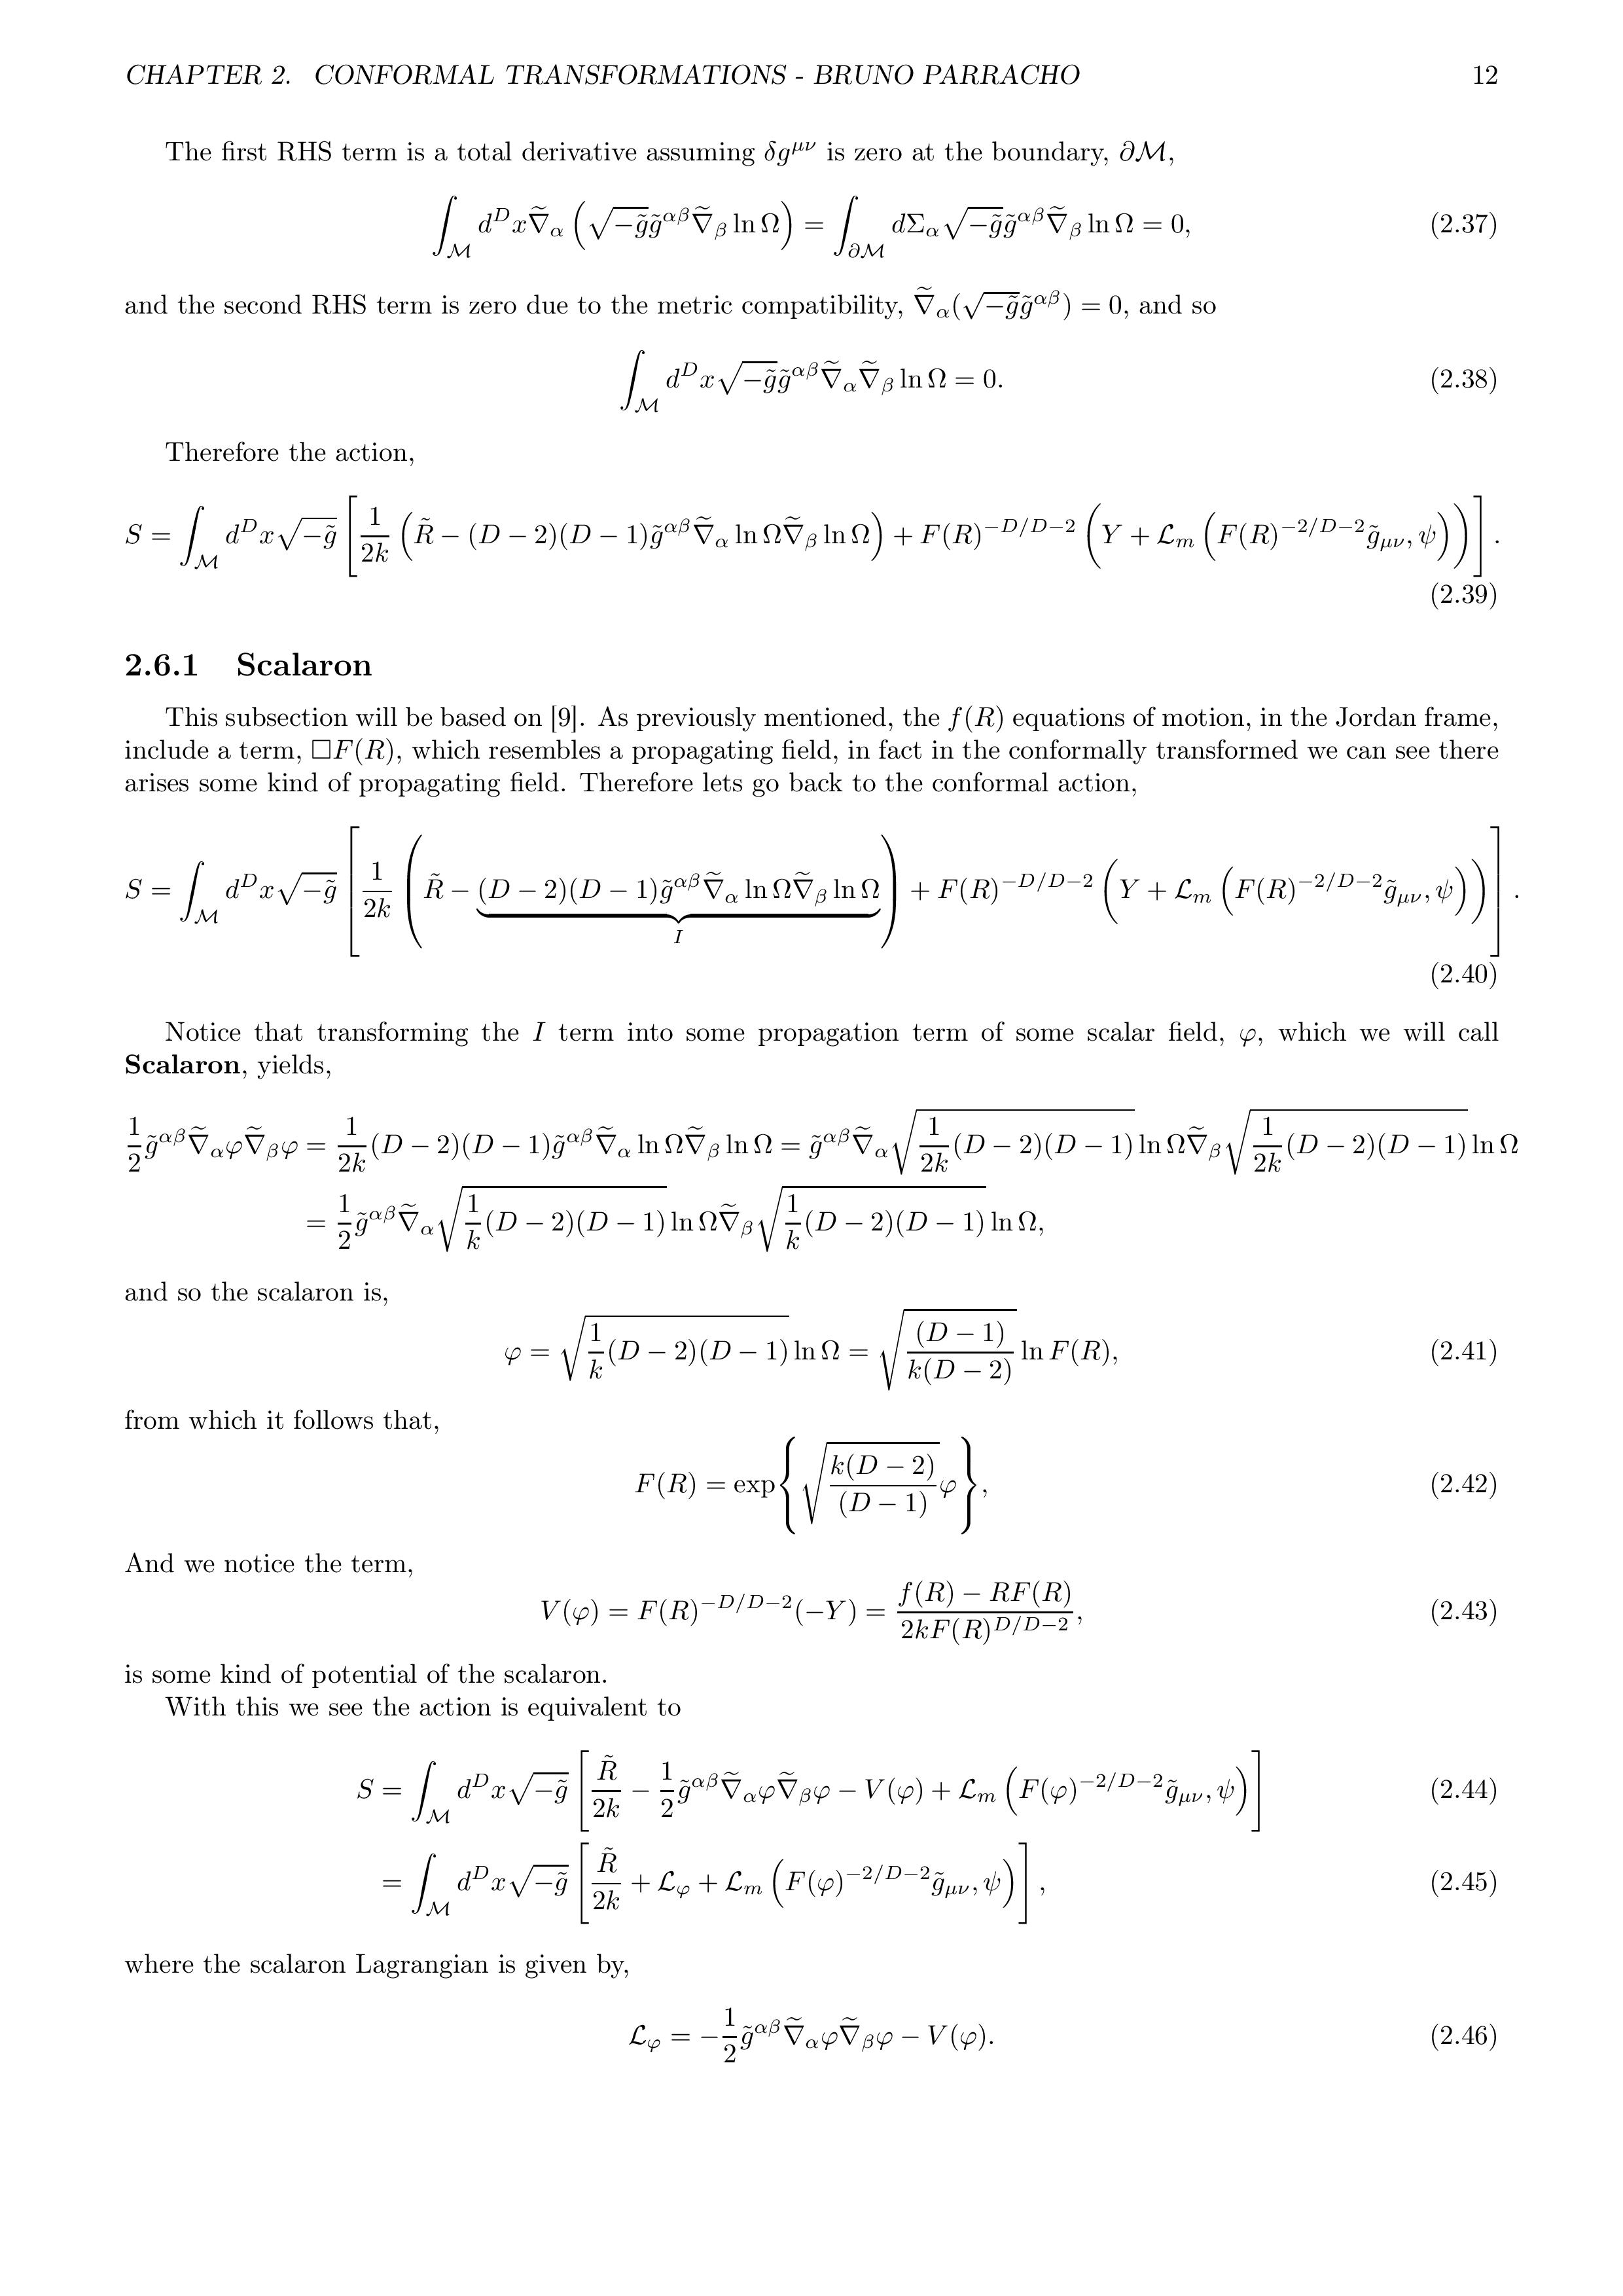 CHAPTER 2. CONFORMAL TRANSFORMATIONS - BRUNO PARRACHO 12
The first RHS term is a total derivative assuming $\delta g^{\mu\nu}$ is zero at the boundary, $\partial\mathcal{M}$,
$$\int_{\mathcal{M}} d^D x \widetilde{\nabla}_\alpha \left( \sqrt{-\tilde{g}} \tilde{g}^{\alpha\beta} \widetilde{\nabla}_\beta \ln \Omega \right) = \int_{\partial\mathcal{M}} d\Sigma_\alpha \sqrt{-\tilde{g}} \tilde{g}^{\alpha\beta} \widetilde{\nabla}_\beta \ln \Omega = 0, \quad (2.37)$$
and the second RHS term is zero due to the metric compatibility, $\widetilde{\nabla}_\alpha(\sqrt{-\tilde{g}}\tilde{g}^{\alpha\beta}) = 0$, and so
$$\int_{\mathcal{M}} d^D x \sqrt{-\tilde{g}} \tilde{g}^{\alpha\beta} \widetilde{\nabla}_\alpha \widetilde{\nabla}_\beta \ln \Omega = 0. \quad (2.38)$$
Therefore the action,
$$S = \int_{\mathcal{M}} d^D x \sqrt{-\tilde{g}} \left[ \frac{1}{2k} \left( \tilde{R} - (D-2)(D-1) \tilde{g}^{\alpha\beta} \widetilde{\nabla}_\alpha \ln \Omega \widetilde{\nabla}_\beta \ln \Omega \right) + F(R)^{-D/D-2} \left( Y + \mathcal{L}_m \left( F(R)^{-2/D-2} \tilde{g}_{\mu\nu}, \psi \right) \right) \right].$$
(2.39)
2.6.1 Scalaron
This subsection will be based on [9]. As previously mentioned, the $f(R)$ equations of motion, in the Jordan frame,
include a term, $\Box F(R)$, which resembles a propagating field, in fact in the conformally transformed we can see there
arises some kind of propagating field. Therefore lets go back to the conformal action,
$$S = \int_{\mathcal{M}} d^D x \sqrt{-\tilde{g}} \left[ \frac{1}{2k} \left( \tilde{R} - \underbrace{(D-2)(D-1) \tilde{g}^{\alpha\beta} \widetilde{\nabla}_\alpha \ln \Omega \widetilde{\nabla}_\beta \ln \Omega}_{I} \right) + F(R)^{-D/D-2} \left( Y + \mathcal{L}_m \left( F(R)^{-2/D-2} \tilde{g}_{\mu\nu}, \psi \right) \right) \right].$$
(2.40)
Notice that transforming the $I$ term into some propagation term of some scalar field, $\varphi$, which we will call
Scalaron, yields,
$$\frac{1}{2} \tilde{g}^{\alpha\beta} \widetilde{\nabla}_\alpha \varphi \widetilde{\nabla}_\beta \varphi = \frac{1}{2k} (D-2)(D-1) \tilde{g}^{\alpha\beta} \widetilde{\nabla}_\alpha \ln \Omega \widetilde{\nabla}_\beta \ln \Omega = \tilde{g}^{\alpha\beta} \widetilde{\nabla}_\alpha \sqrt{\frac{1}{2k} (D-2)(D-1)} \ln \Omega \widetilde{\nabla}_\beta \sqrt{\frac{1}{2k} (D-2)(D-1)} \ln \Omega$$
$$= \frac{1}{2} \tilde{g}^{\alpha\beta} \widetilde{\nabla}_\alpha \sqrt{\frac{1}{k} (D-2)(D-1)} \ln \Omega \widetilde{\nabla}_\beta \sqrt{\frac{1}{k} (D-2)(D-1)} \ln \Omega,$$
and so the scalaron is,
$$\varphi = \sqrt{\frac{1}{k} (D-2)(D-1)} \ln \Omega = \sqrt{\frac{(D-1)}{k(D-2)}} \ln F(R), \quad (2.41)$$
from which it follows that,
$$F(R) = \exp\left\{ \sqrt{\frac{k(D-2)}{(D-1)}} \varphi \right\}, \quad (2.42)$$
And we notice the term,
$$V(\varphi) = F(R)^{-D/D-2} (-Y) = \frac{f(R) - RF(R)}{2kF(R)^{D/D-2}}, \quad (2.43)$$
is some kind of potential of the scalaron.
With this we see the action is equivalent to
$$S = \int_{\mathcal{M}} d^D x \sqrt{-\tilde{g}} \left[ \frac{\tilde{R}}{2k} - \frac{1}{2} \tilde{g}^{\alpha\beta} \widetilde{\nabla}_\alpha \varphi \widetilde{\nabla}_\beta \varphi - V(\varphi) + \mathcal{L}_m \left( F(\varphi)^{-2/D-2} \tilde{g}_{\mu\nu}, \psi \right) \right] \quad (2.44)$$
$$= \int_{\mathcal{M}} d^D x \sqrt{-\tilde{g}} \left[ \frac{\tilde{R}}{2k} + \mathcal{L}_\varphi + \mathcal{L}_m \left( F(\varphi)^{-2/D-2} \tilde{g}_{\mu\nu}, \psi \right) \right], \quad (2.45)$$
where the scalaron Lagrangian is given by,
$$\mathcal{L}_\varphi = -\frac{1}{2} \tilde{g}^{\alpha\beta} \widetilde{\nabla}_\alpha \varphi \widetilde{\nabla}_\beta \varphi - V(\varphi). \quad (2.46)$$